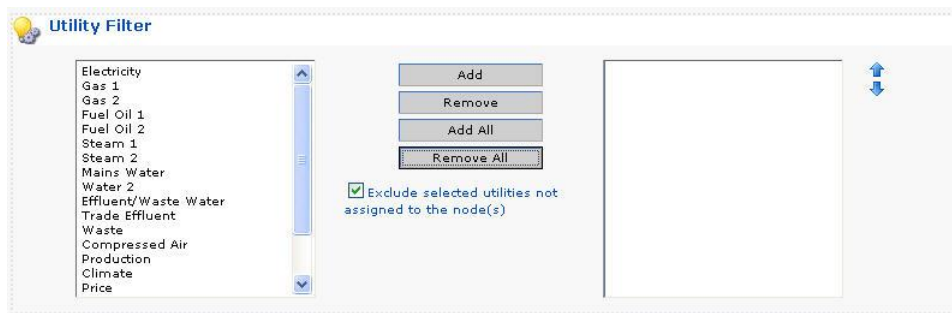 Utility Filter
Electricity
Gas 1
Gas 2
Fuel Oil 1
Fuel Oil 2
Steam 1
Steam 2
Mains Water
Water 2
Effluent/Waste Water
Trade Effluent
Waste
Compressed Air
Production
Climate
Price
Add
Remove
Add All
Remove All
Exclude selected utilities not
assigned to the node(s)